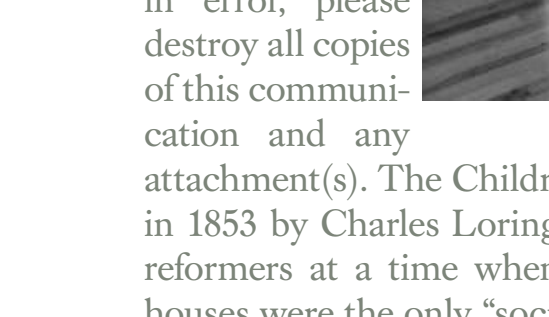 in error, please
destroy all copies
of this communi-
cation and any
attachment(s). The Childr
in 1853 by Charles Loring
reformers at a time when
houses were the only “soci